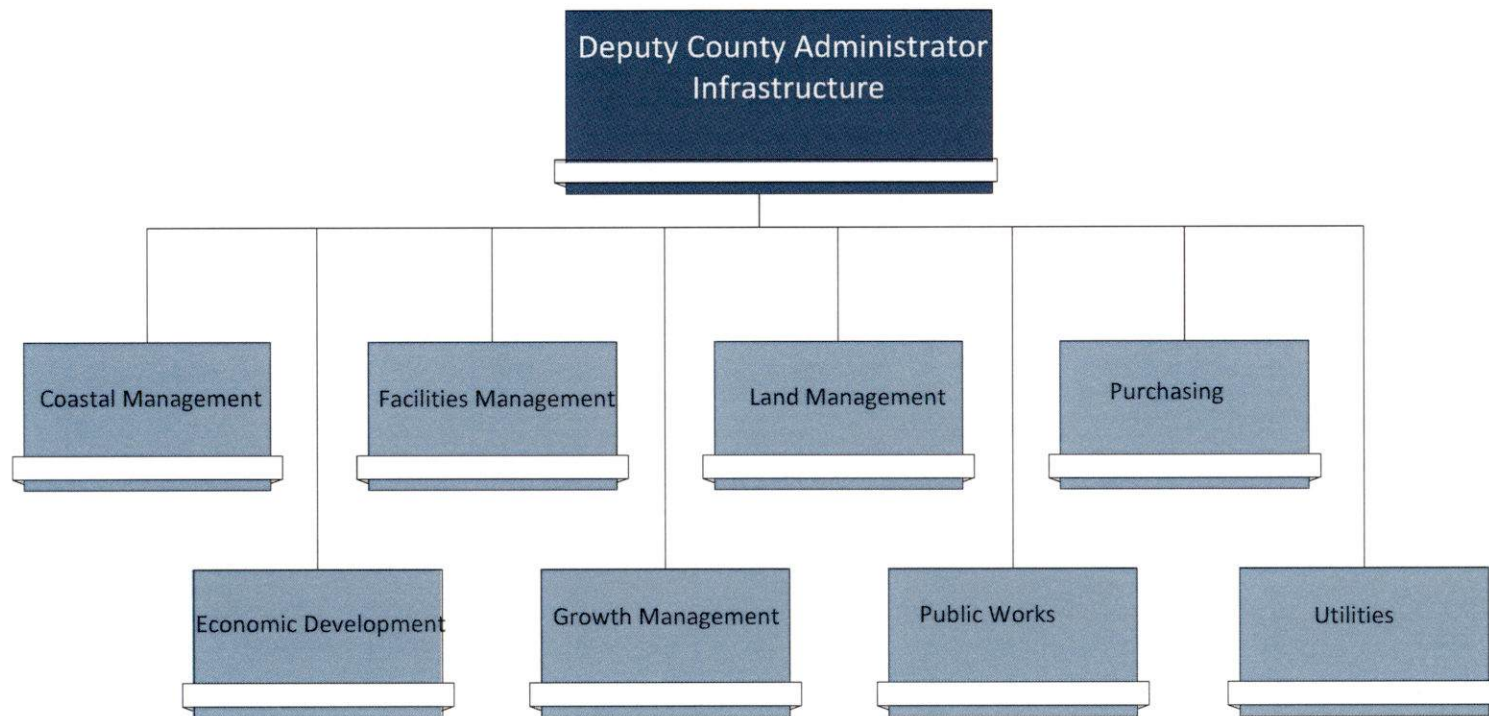 Deputy County Administrator
Infrastructure
Coastal Management
Facilities Management
Land Management
Purchasing
Economic Development
Growth Management
Public Works
Utilities